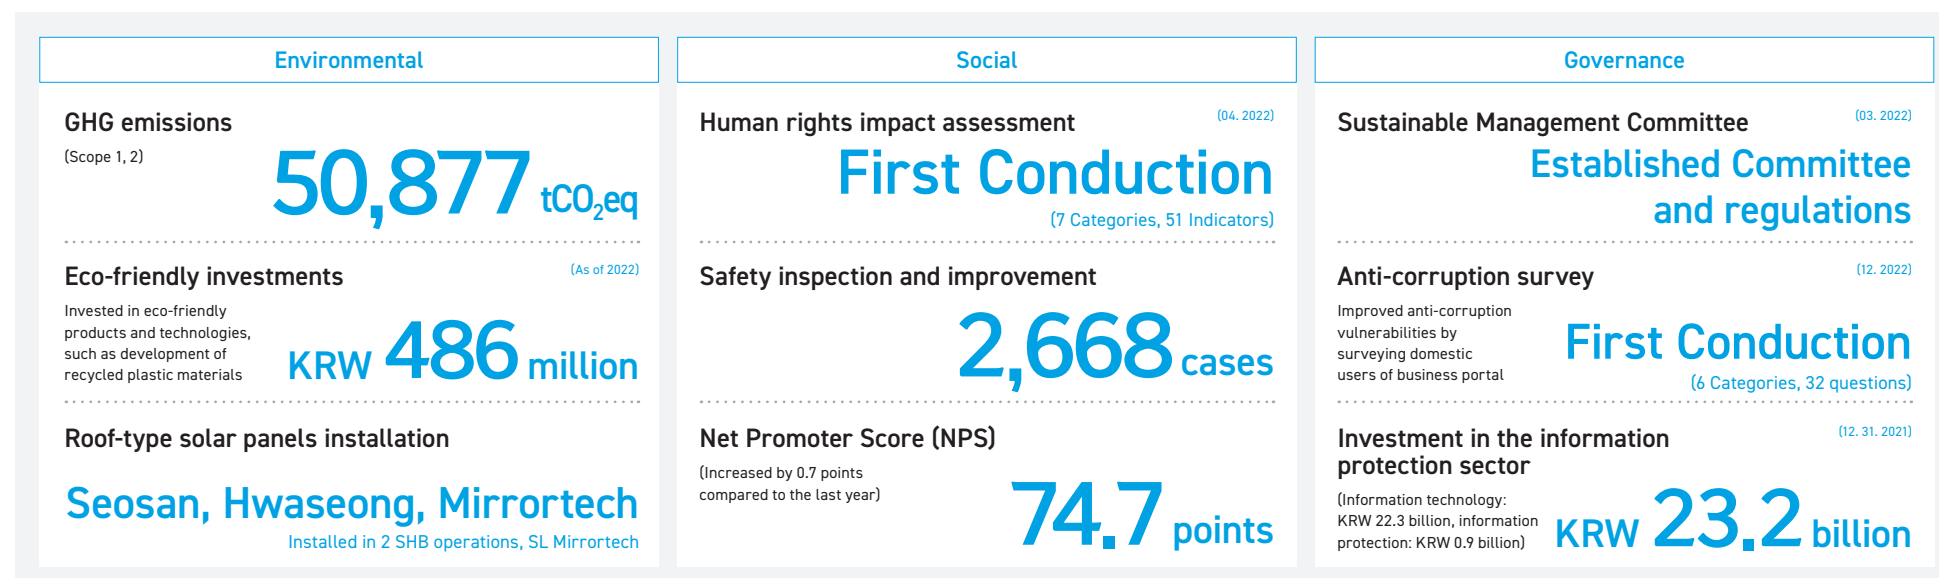 Environmental
GHG emissions
(Scope 1, 2)
50,877 tCO₂eq
Eco-friendly investments
(As of 2022)
Invested in eco-friendly
products and technologies,
such as development of
recycled plastic materials
KRW 486 million
Roof-type solar panels installation
Seosan, Hwaseong, Mirrortech
Installed in 2 SHB operations, SL Mirrortech
Social
Human rights impact assessment
(04. 2022)
First Conduction
(7 Categories, 51 Indicators)
Safety inspection and improvement
2,668 cases
Net Promoter Score (NPS)
(Increased by 0.7 points
compared to the last year)
74.7 points
Governance
Sustainable Management Committee
(03. 2022)
Established Committee
and regulations
Anti-corruption survey
(12. 2022)
Improved anti-corruption
vulnerabilities by
surveying domestic
users of business portal
First Conduction
(6 Categories, 32 questions)
Investment in the information
protection sector
(12. 31. 2021)
(Information technology:
KRW 22.3 billion, information
protection: KRW 0.9 billion)
KRW 23.2 billion